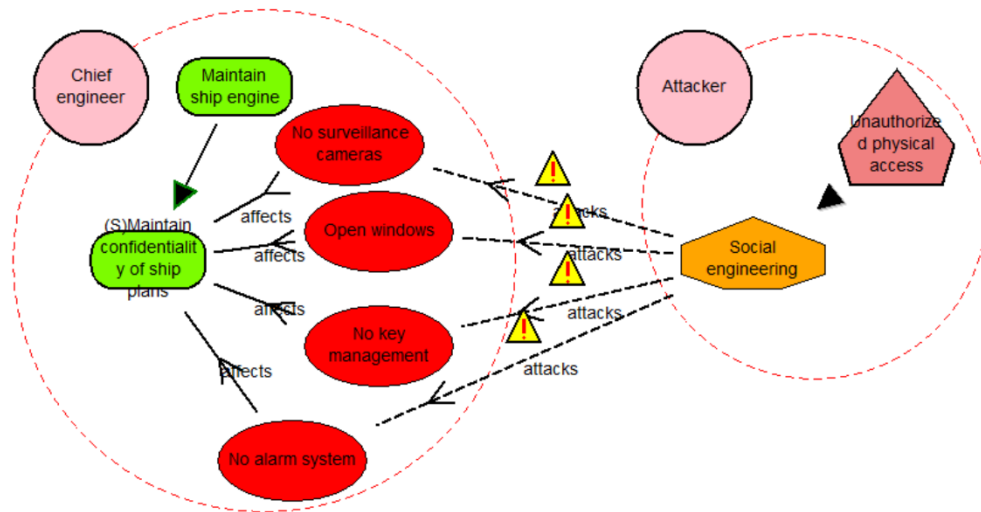 Chief
engineer
Maintain
ship engine
No surveillance
cameras
Open windows
(S)Maintain
confidentialit
y of ship
plans
No key
management
No alarm system
affects
affects
affects
affects
attacks
attacks
attacks
attacks
Attacker
Unauthorize
d physical
access
Social
engineering
!
!
!
!